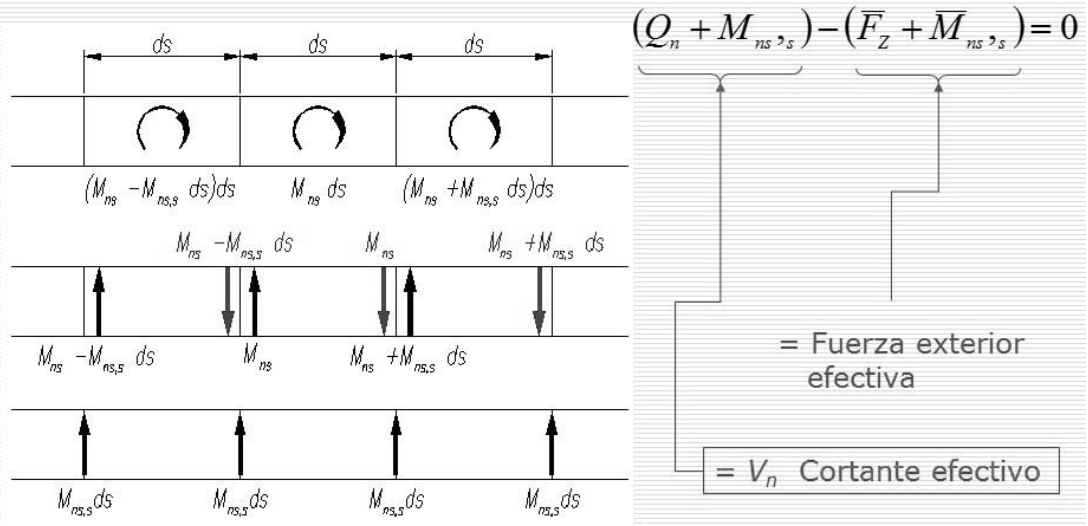 ds ds ds
(M_ns - M_ns,s ds)ds M_ns ds (M_ns + M_ns,s ds)ds
M_ns - M_ns,s ds M_ns M_ns + M_ns,s ds
M_ns - M_ns,s ds M_ns M_ns + M_ns,s ds
M_ns,s ds M_ns,s ds M_ns,s ds M_ns,s ds
(Q_n + M_ns,_s) - (F̅_Z + M̅_ns,_s) = 0
= Fuerza exterior
efectiva
= V_n Cortante efectivo